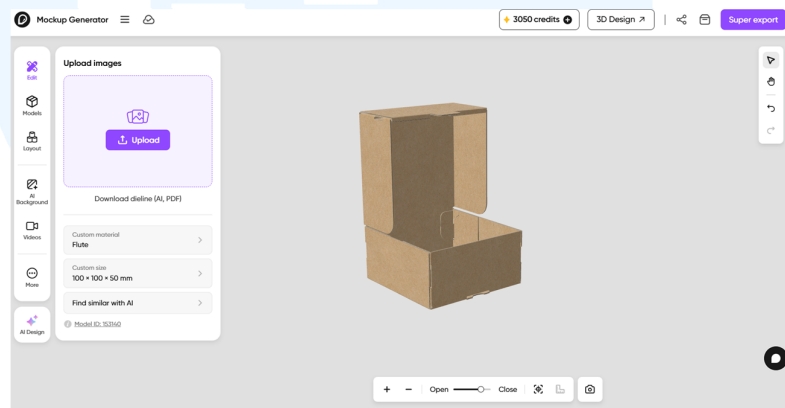 Mockup Generator
3050 credits
3D Design
Super export
Edit
Models
Layout
AI
Background
Videos
More
AI Design
Upload images
Upload
Download dieline (AI, PDF)
Custom material
Flute
Custom size
100 × 100 × 50 mm
Find similar with AI
Model ID: 153140
Open
Close